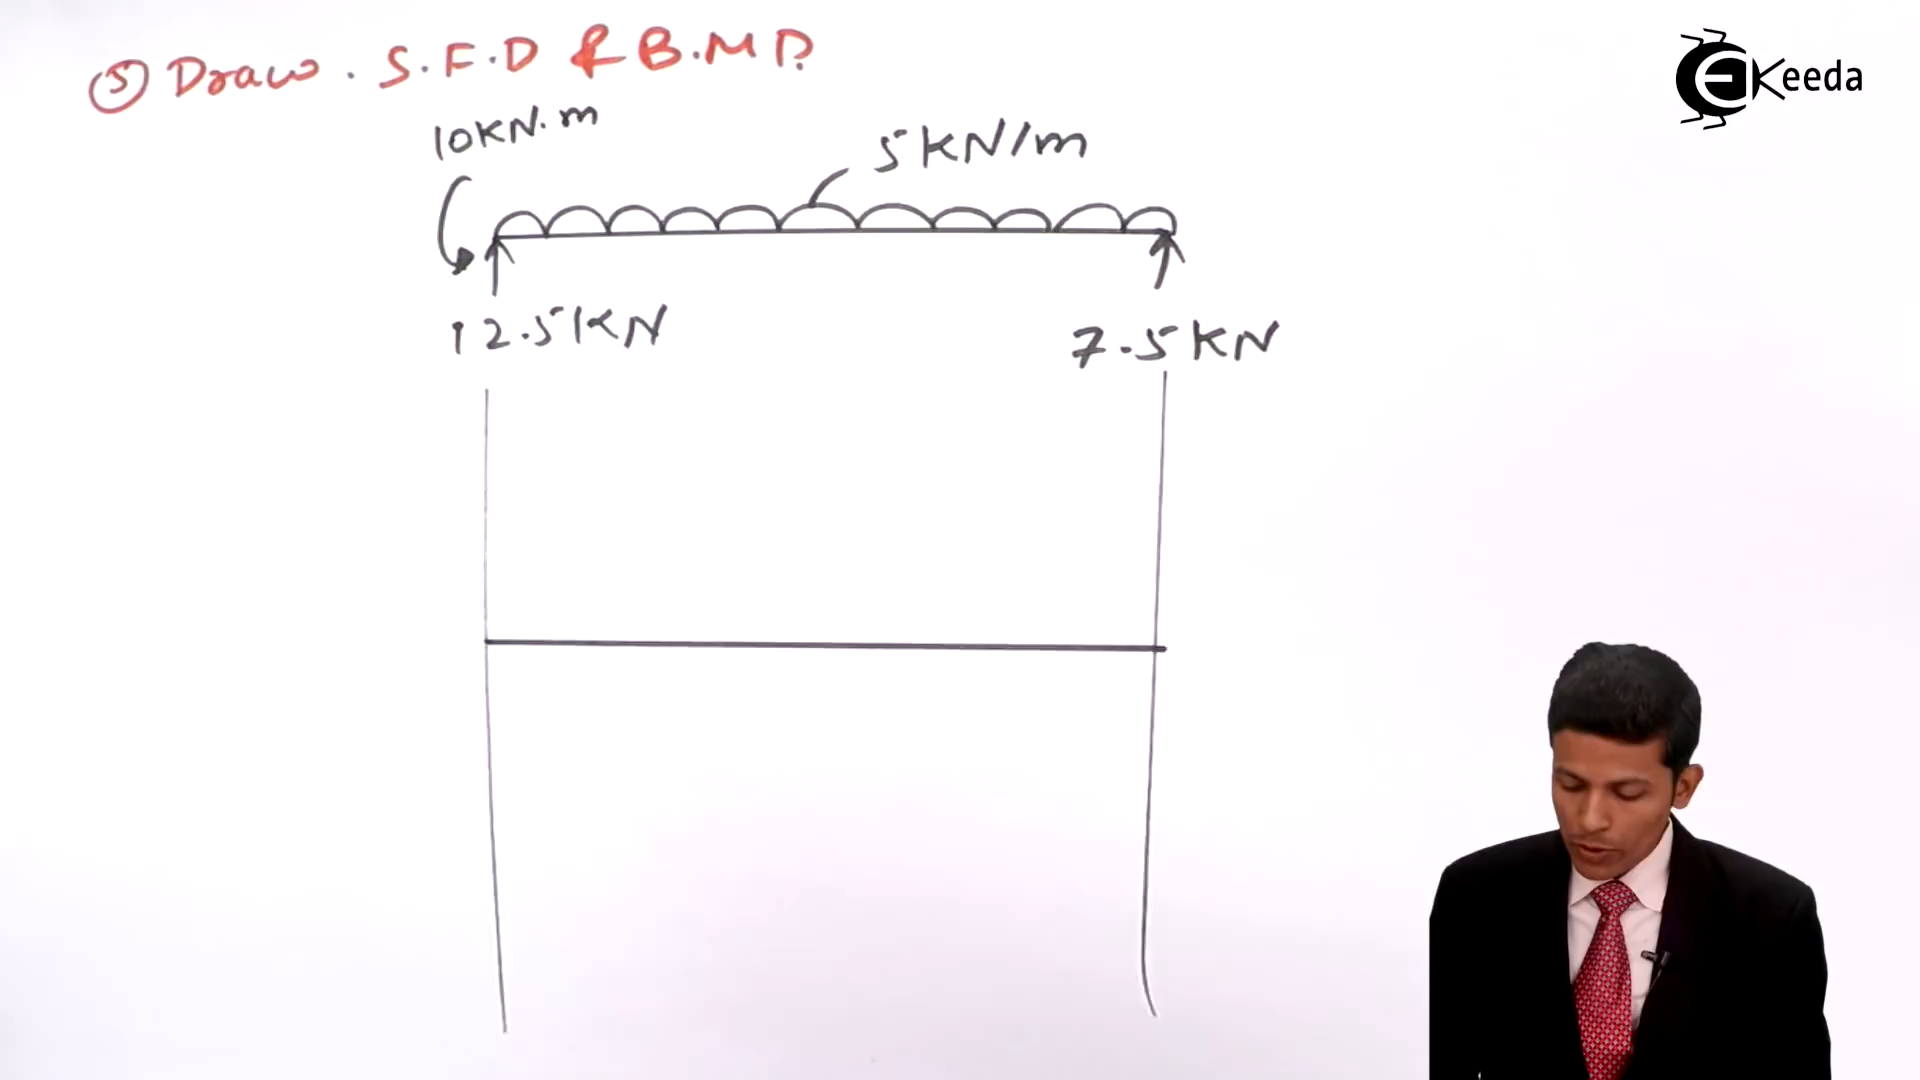 ⑤ Draw. S.F.D & B.M.D.
EKeeda
10KN.m
5KN/m
12.5KN
7.5KN